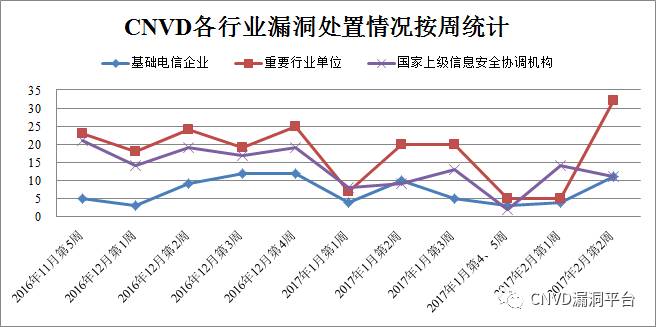 CNVD各行业漏洞处置情况按周统计
基础电信企业 重要行业单位 国家上级信息安全协调机构
35
30
25
20
15
10
5
0
2016年11月第5周
2016年12月第1周
2016年12月第2周
2016年12月第3周
2016年12月第4周
2017年1月第1周
2017年1月第2周
2017年1月第3周
2017年1月第4、5周
2017年2月第1周
2017年2月第2周
CNVD漏洞平台